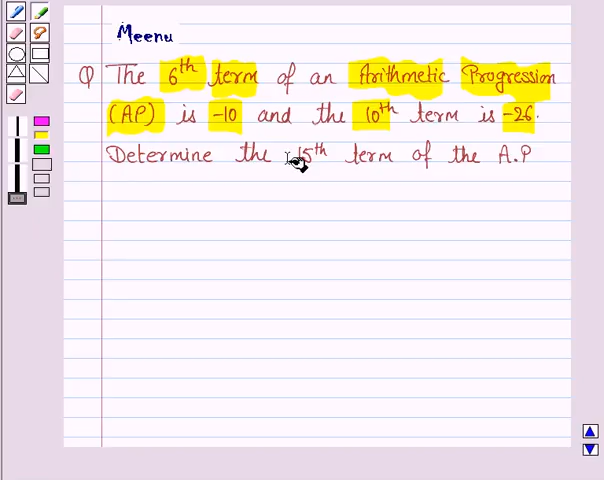 Meenu
Q The 6th term of an Arithmetic Progression
(AP) is -10 and the 10th term is -26.
Determine the 15th term of the A.P